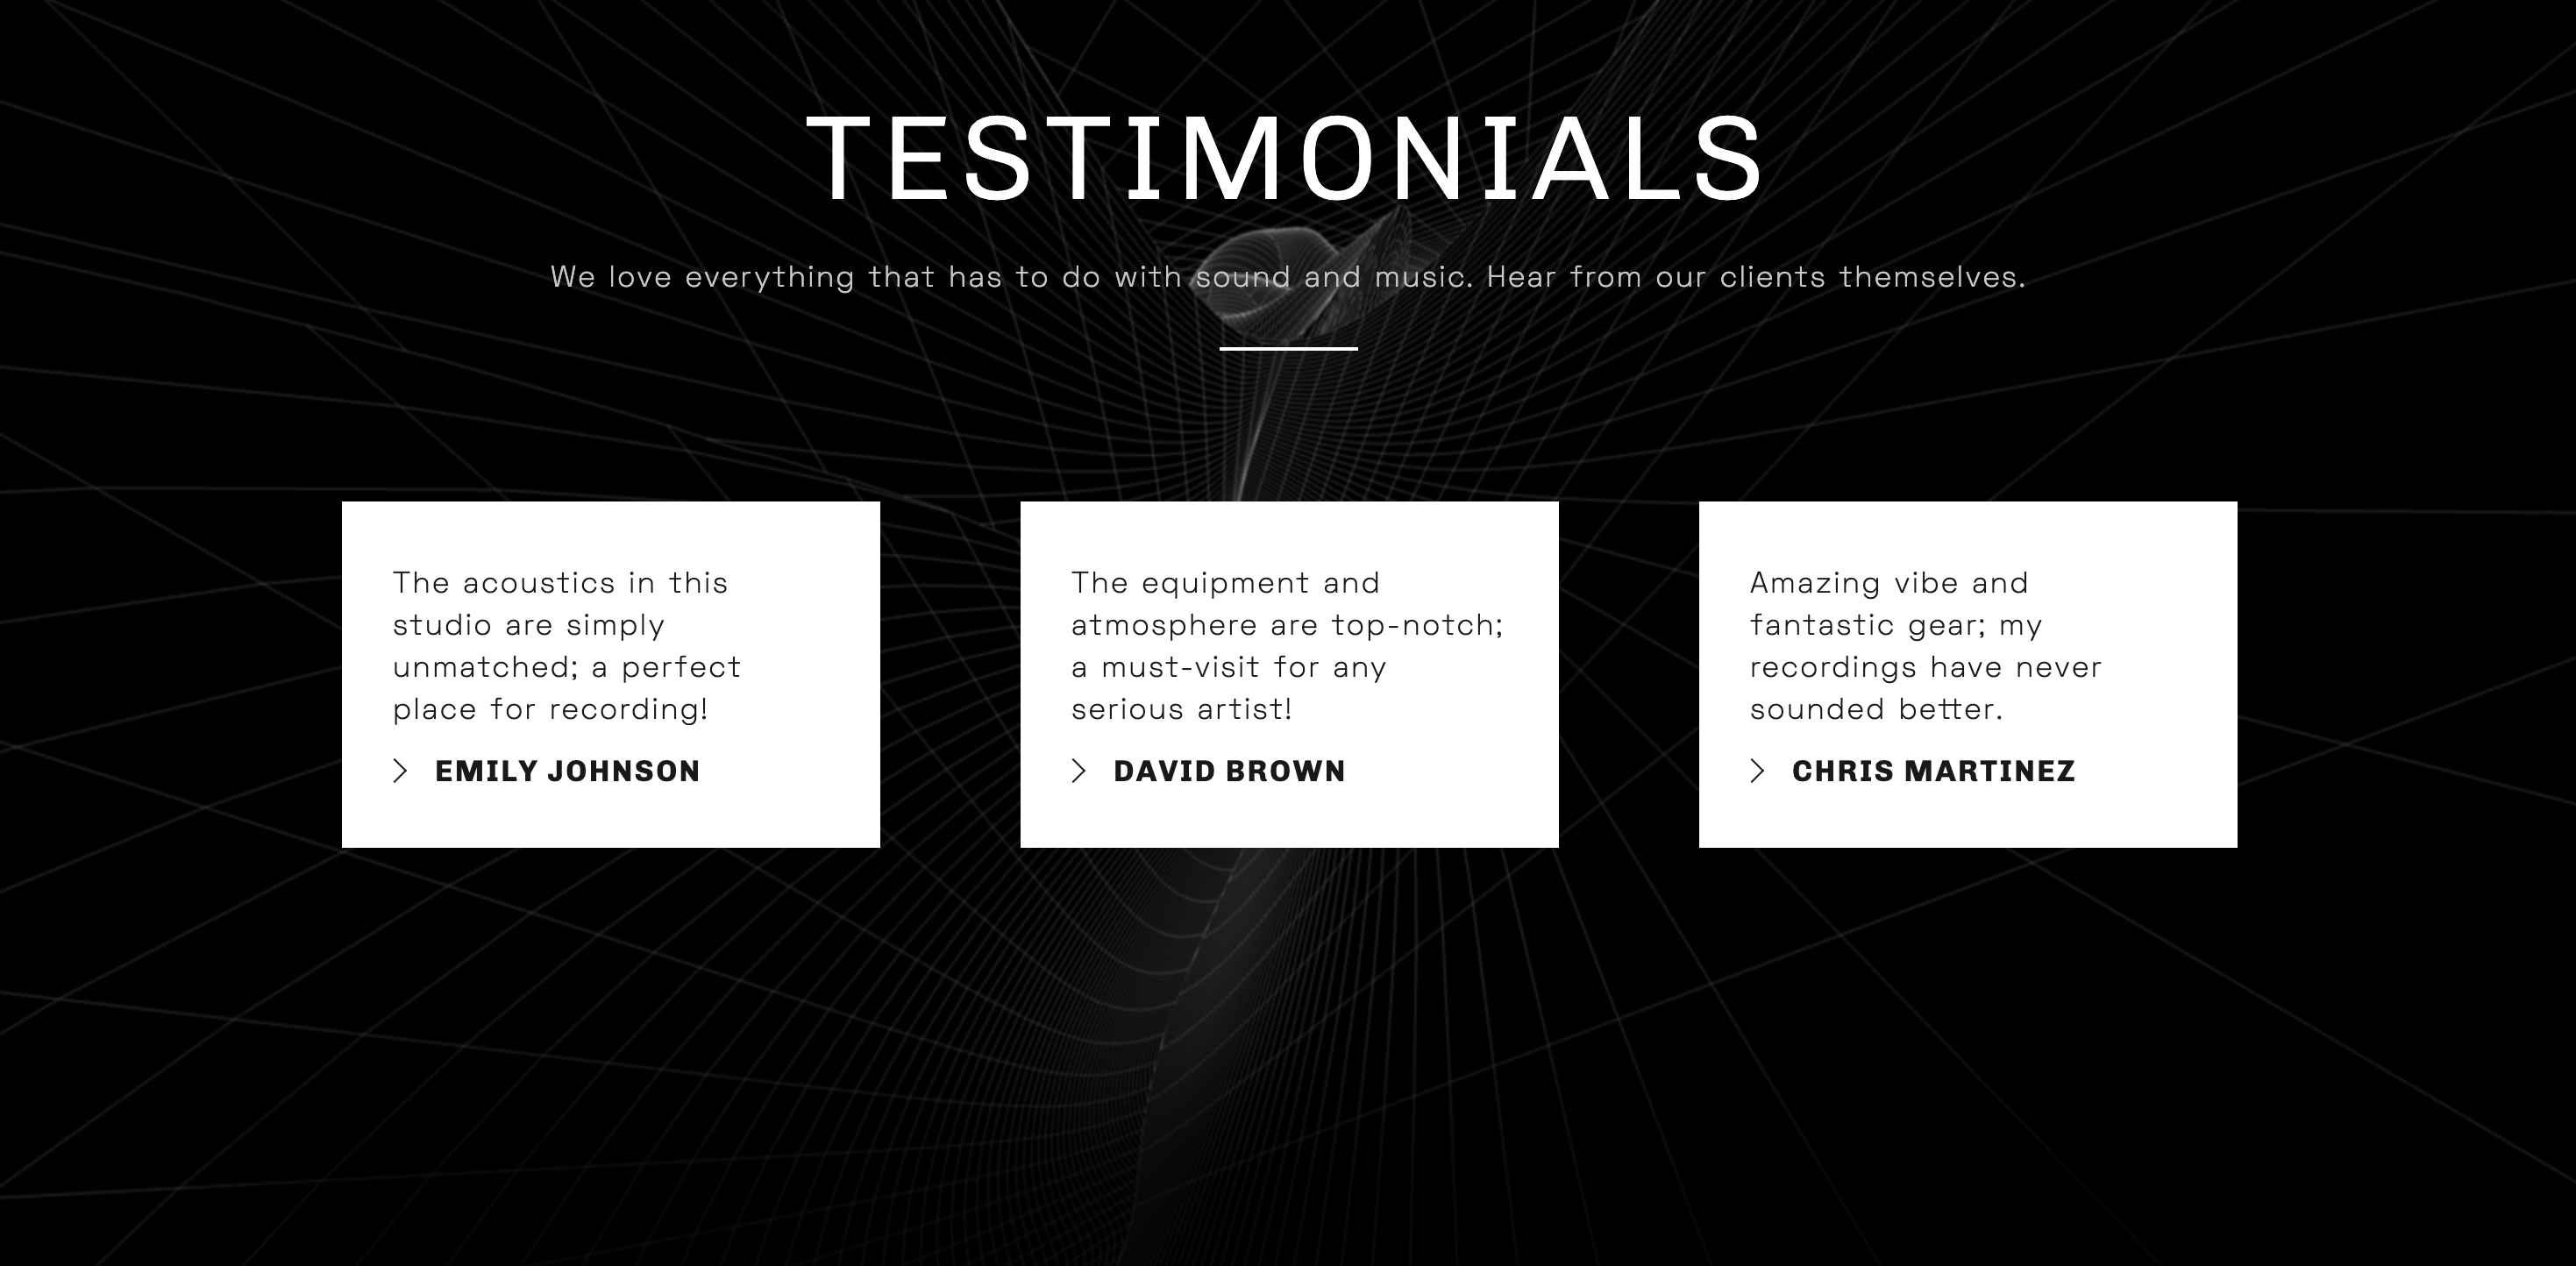 TESTIMONIALS
We love everything that has to do with sound and music. Hear from our clients themselves.
The acoustics in this
studio are simply
unmatched; a perfect
place for recording!
EMILY JOHNSON
The equipment and
atmosphere are top-notch;
a must-visit for any
serious artist!
DAVID BROWN
Amazing vibe and
fantastic gear; my
recordings have never
sounded better.
CHRIS MARTINEZ